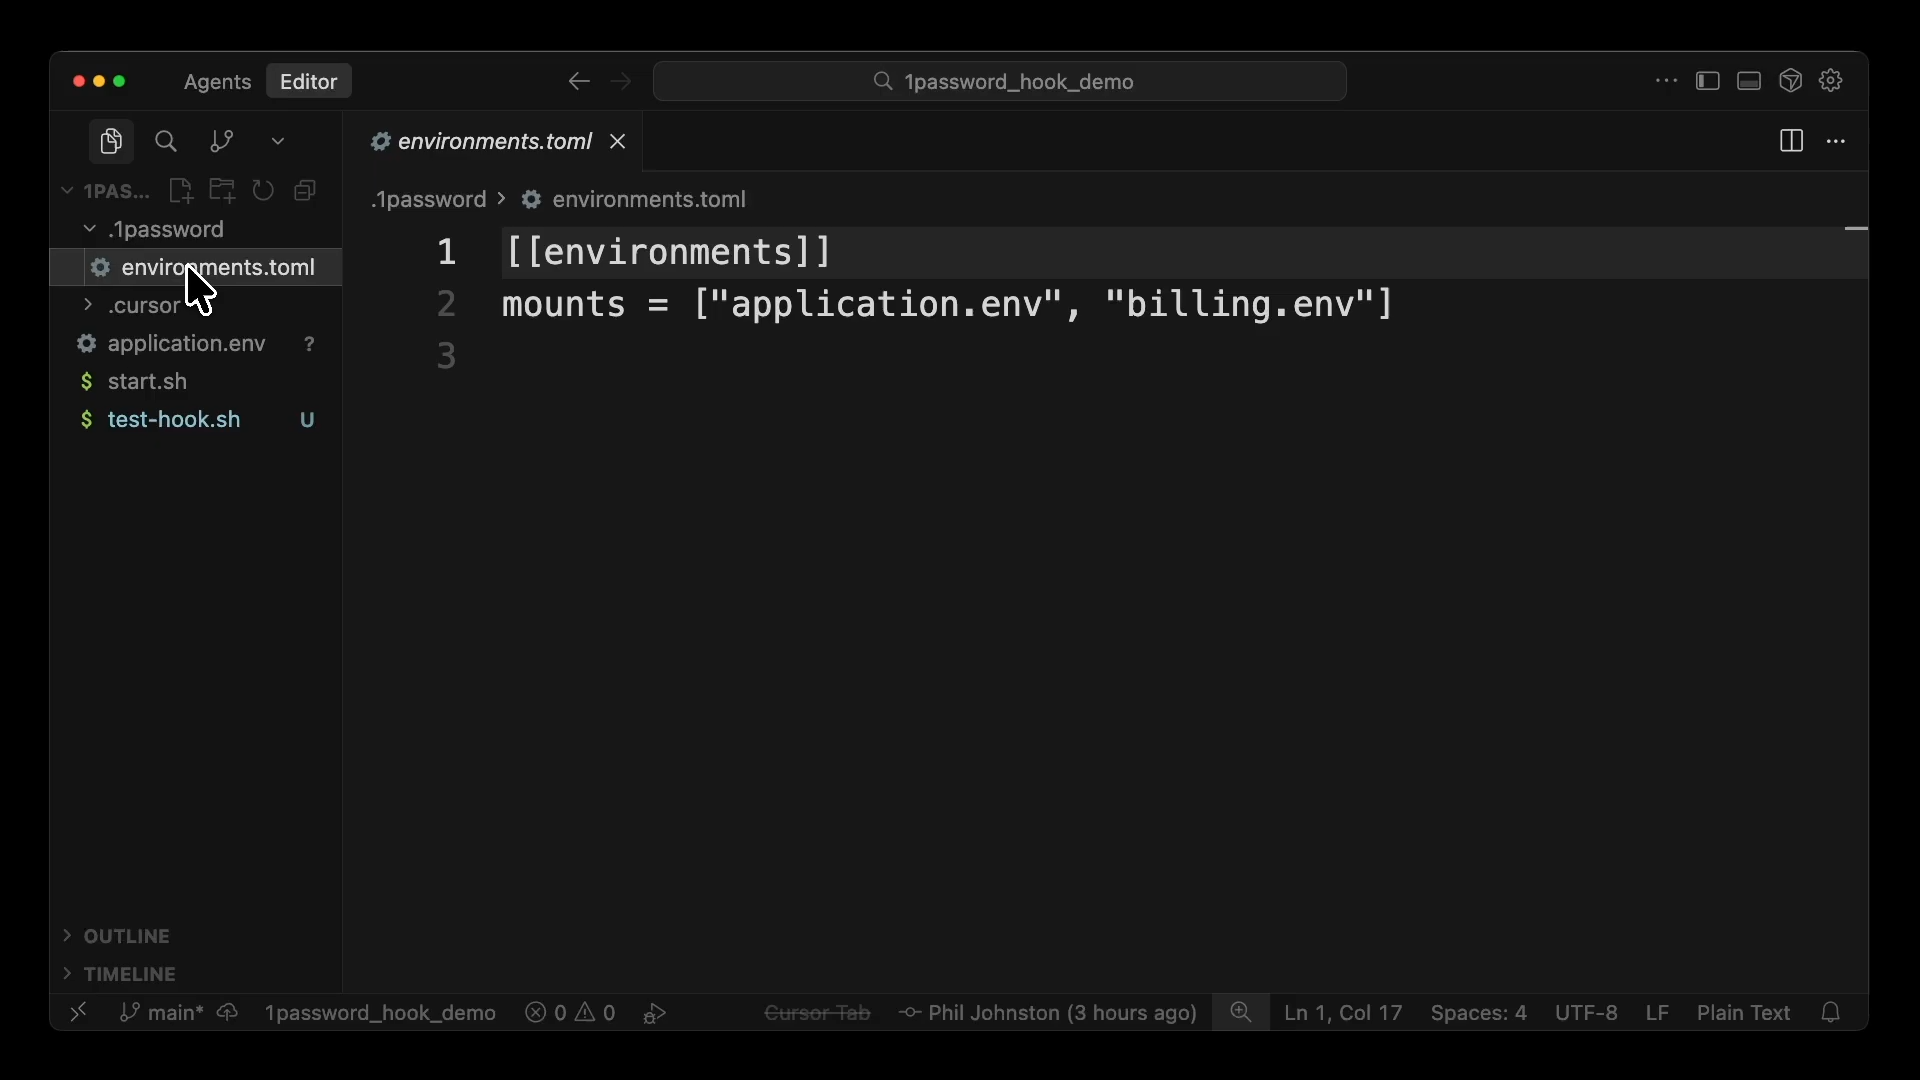 Agents Editor
1password_hook_demo
1PAS...
.1password
environments.toml
.cursor
application.env ?
$ start.sh
$ test-hook.sh U
OUTLINE
TIMELINE
environments.toml
.1password > environments.toml
1 [[environments]]
2 mounts = ["application.env", "billing.env"]
3
main* 1password_hook_demo 0 0 Cursor Tab Phil Johnston (3 hours ago) Ln 1, Col 17 Spaces: 4 UTF-8 LF Plain Text